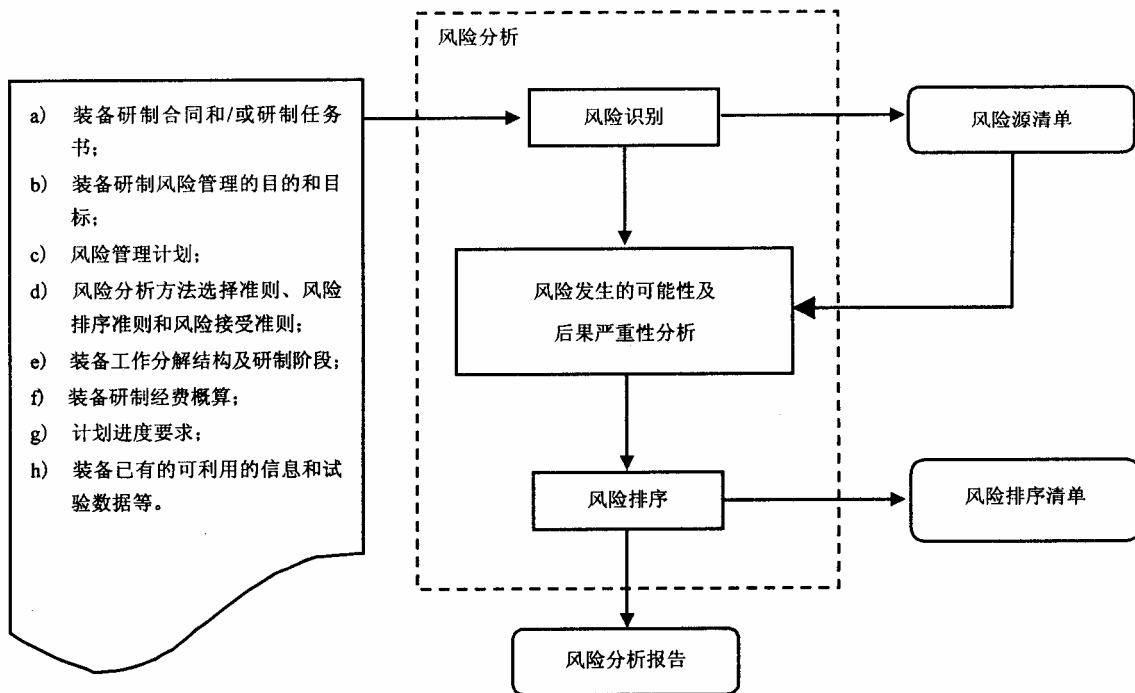 风险分析
a) 装备研制合同和/或研制任务
书；
b) 装备研制风险管理的目的和目
标；
c) 风险管理计划；
d) 风险分析方法选择准则、风险
排序准则和风险接受准则；
e) 装备工作分解结构及研制阶段；
f) 装备研制经费概算；
g) 计划进度要求；
h) 装备已有的可利用的信息和试
验数据等。
风险识别
风险源清单
风险发生的可能性及
后果严重性分析
风险排序
风险排序清单
风险分析报告